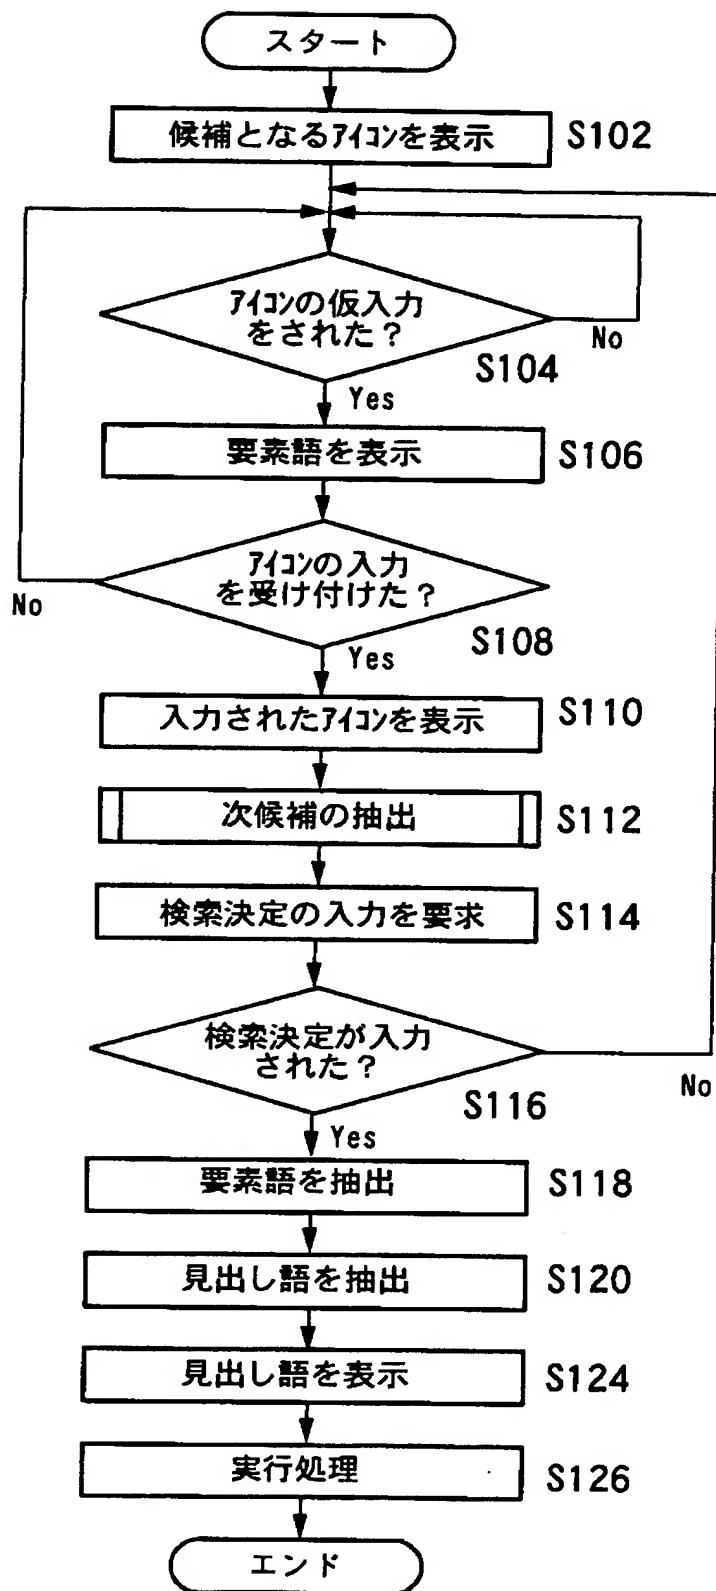 スタート
候補となるアイコンを表示 S102
アイコンの仮入力
をされた？
No
S104
Yes
要素語を表示 S106
アイコンの入力
を受け付けた？
No
S108
Yes
入力されたアイコンを表示 S110
次候補の抽出 S112
検索決定の入力を要求 S114
検索決定が入力
された？
No
S116
Yes
要素語を抽出 S118
見出し語を抽出 S120
見出し語を表示 S124
実行処理 S126
エンド